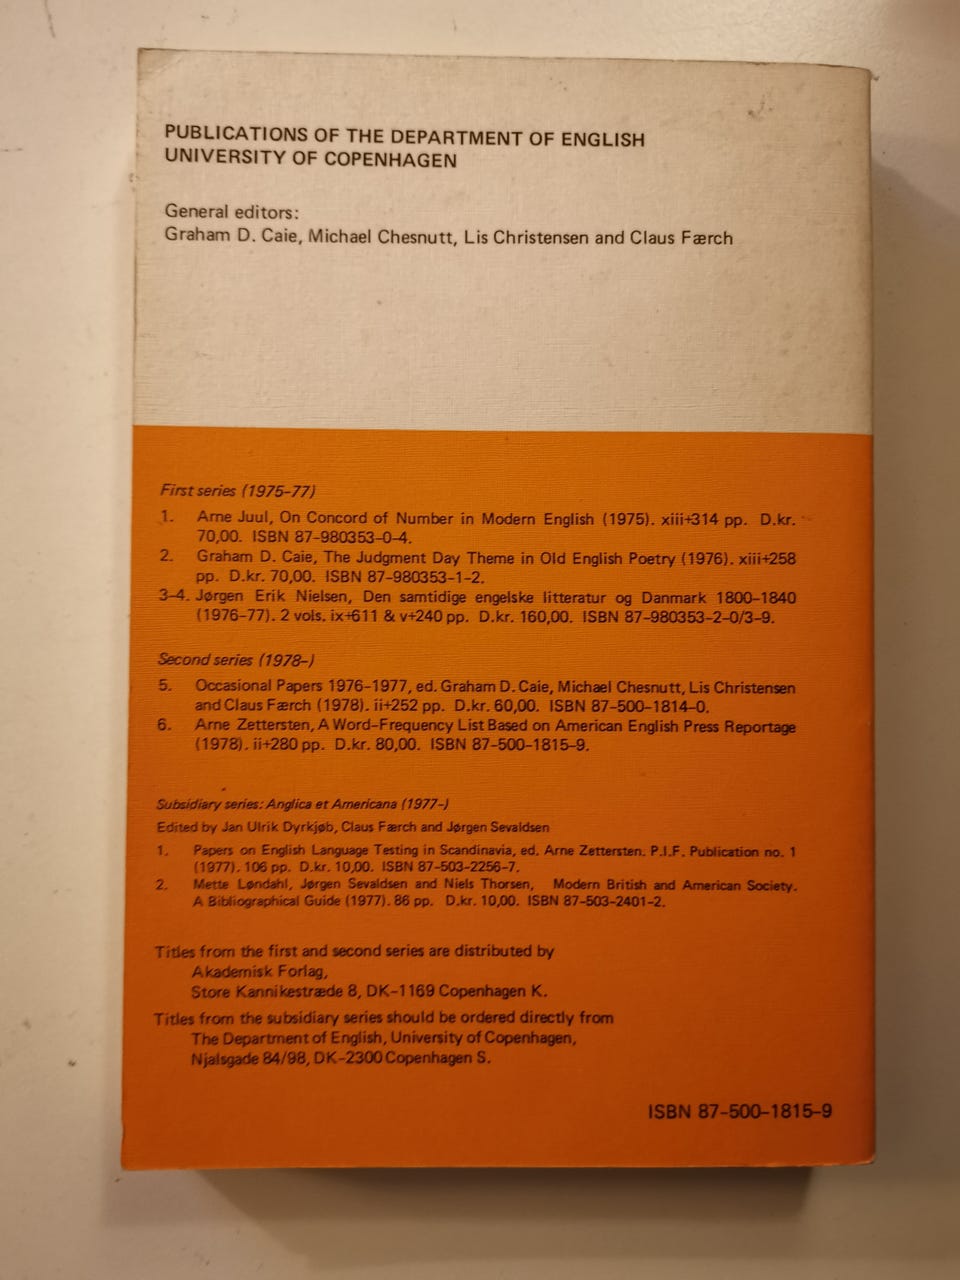 PUBLICATIONS OF THE DEPARTMENT OF ENGLISH
UNIVERSITY OF COPENHAGEN
General editors:
Graham D. Caie, Michael Chesnutt, Lis Christensen and Claus Færch
First series (1975–77)
1. Arne Juul, On Concord of Number in Modern English (1975). xiii+314 pp. D.kr.
70,00. ISBN 87–980353–0–4.
2. Graham D. Caie, The Judgment Day Theme in Old English Poetry (1976). xiii+258
pp. D.kr. 70,00. ISBN 87–980353–1–2.
3–4. Jørgen Erik Nielsen, Den samtidige engelske litteratur og Danmark 1800–1840
(1976–77). 2 vols. ix+611 & v+240 pp. D.kr. 160,00. ISBN 87–980353–2–0/3–9.
Second series (1978–)
5. Occasional Papers 1976–1977, ed. Graham D. Caie, Michael Chesnutt, Lis Christensen
and Claus Færch (1978). ii+252 pp. D.kr. 60,00. ISBN 87–500–1814–0.
6. Arne Zettersten, A Word–Frequency List Based on American English Press Reportage
(1978). ii+280 pp. D.kr. 80,00. ISBN 87–500–1815–9.
Subsidiary series: Anglica et Americana (1977–)
Edited by Jan Ulrik Dyrkjøb, Claus Færch and Jørgen Sevaldsen
1. Papers on English Language Testing in Scandinavia, ed. Arne Zettersten. P.I.F. Publication no. 1
(1977). 106 pp. D.kr. 10,00. ISBN 87–503–2256–7.
2. Mette Løndahl, Jørgen Sevaldsen and Niels Thorsen, Modern British and American Society.
A Bibliographical Guide (1977). 86 pp. D.kr. 10,00. ISBN 87–503–2401–2.
Titles from the first and second series are distributed by
Akademisk Forlag,
Store Kannikestræde 8, DK–1169 Copenhagen K.
Titles from the subsidiary series should be ordered directly from
The Department of English, University of Copenhagen,
Njalsgade 84/98, DK–2300 Copenhagen S.
ISBN 87–500–1815–9